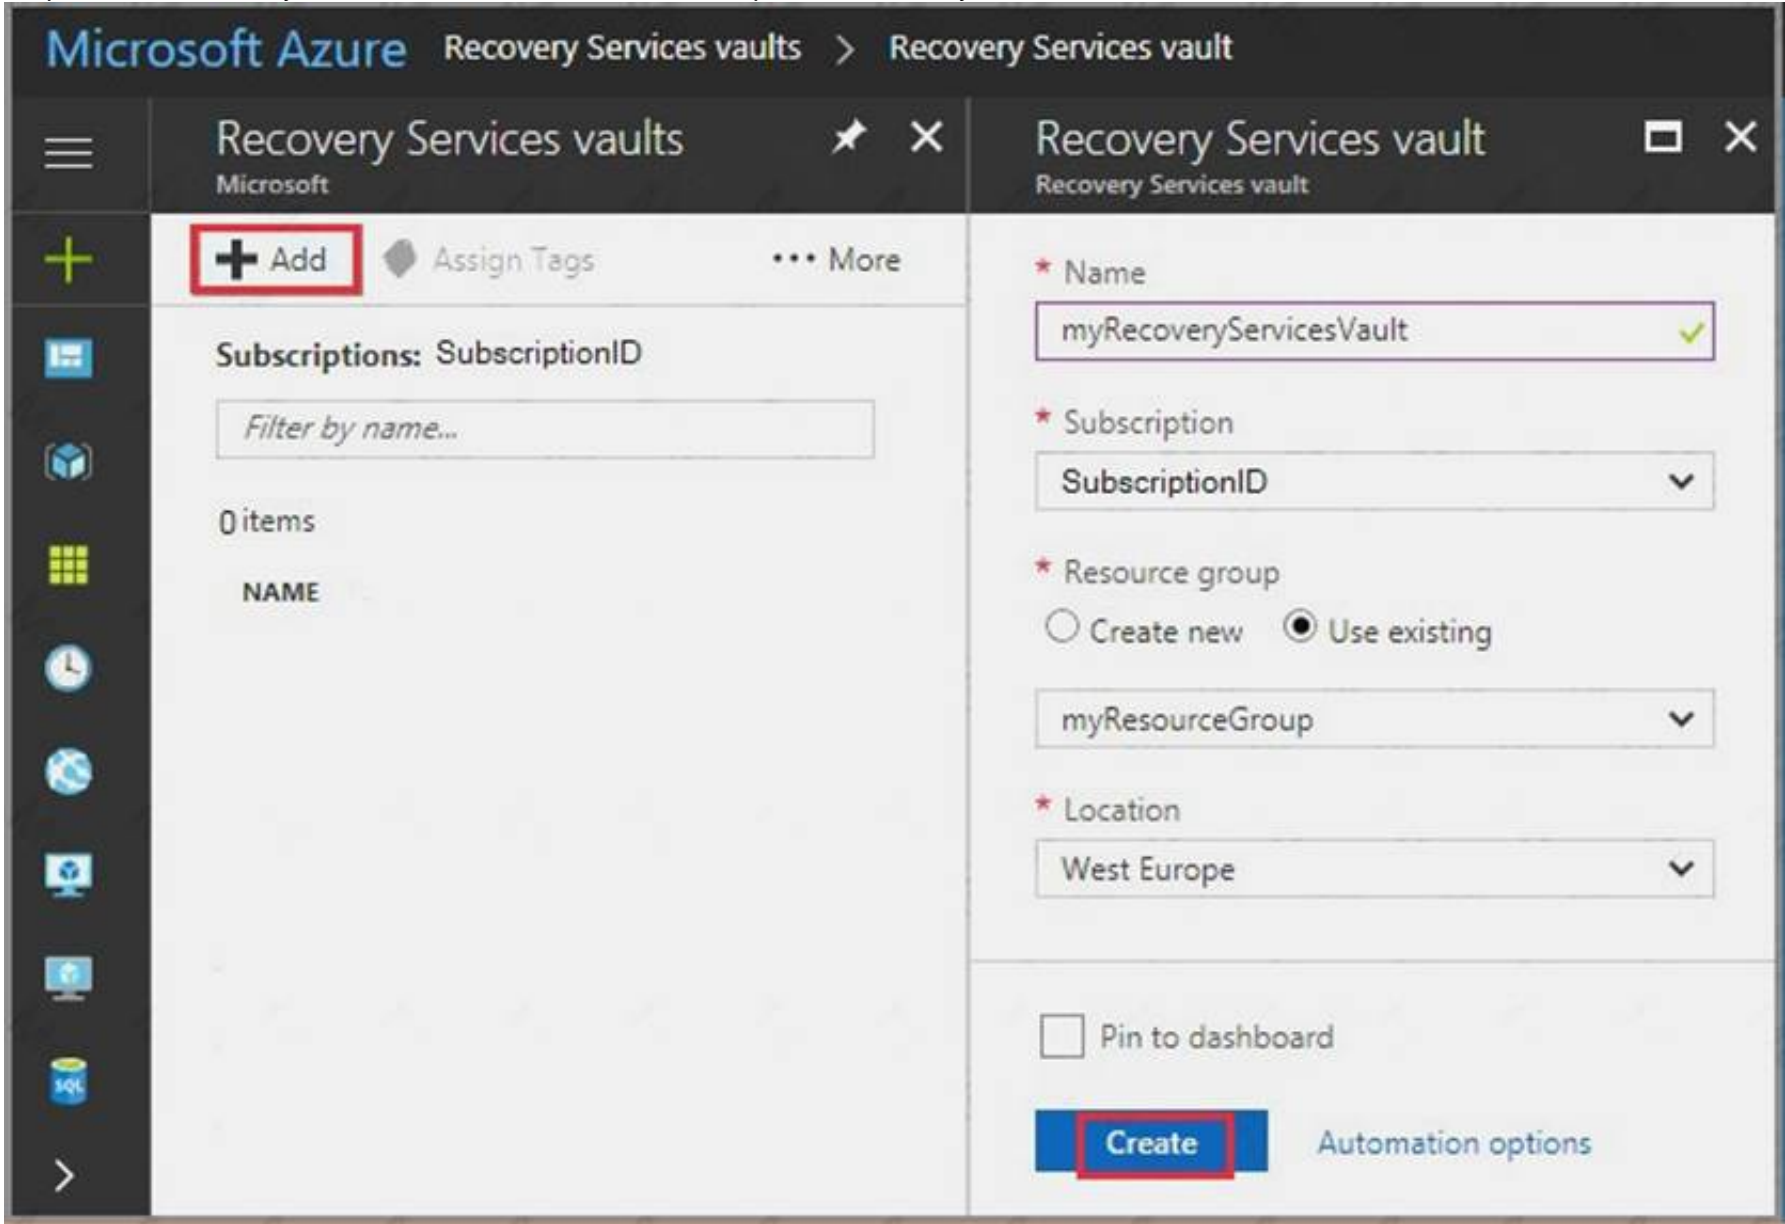 Microsoft Azure Recovery Services vaults > Recovery Services vault
Recovery Services vaults
Microsoft
Add Assign Tags ··· More
Subscriptions: SubscriptionID
Filter by name...
0 items
NAME
SQL
Recovery Services vault
Recovery Services vault
* Name
myRecoveryServicesVault
* Subscription
SubscriptionID
* Resource group
Create new Use existing
myResourceGroup
* Location
West Europe
Pin to dashboard
Create Automation options